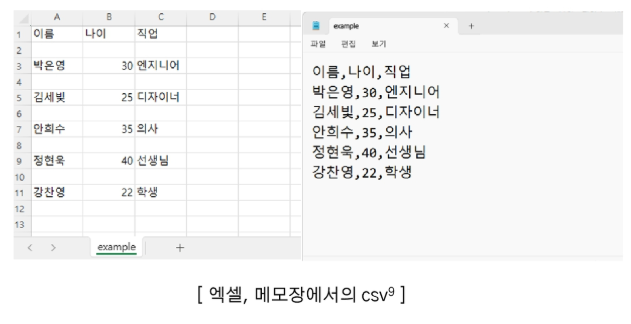 A B C D E
1 이름 나이 직업
2
3 박은영 30 엔지니어
4
5 김세빛 25 디자이너
6
7 안희수 35 의사
8
9 정현욱 40 선생님
10
11 강찬영 22 학생
12
13
< > example +
example × +
파일 편집 보기
이름,나이,직업
박은영,30,엔지니어
김세빛,25,디자이너
안희수,35,의사
정현욱,40,선생님
강찬영,22,학생
[ 엑셀, 메모장에서의 csv⁹ ]